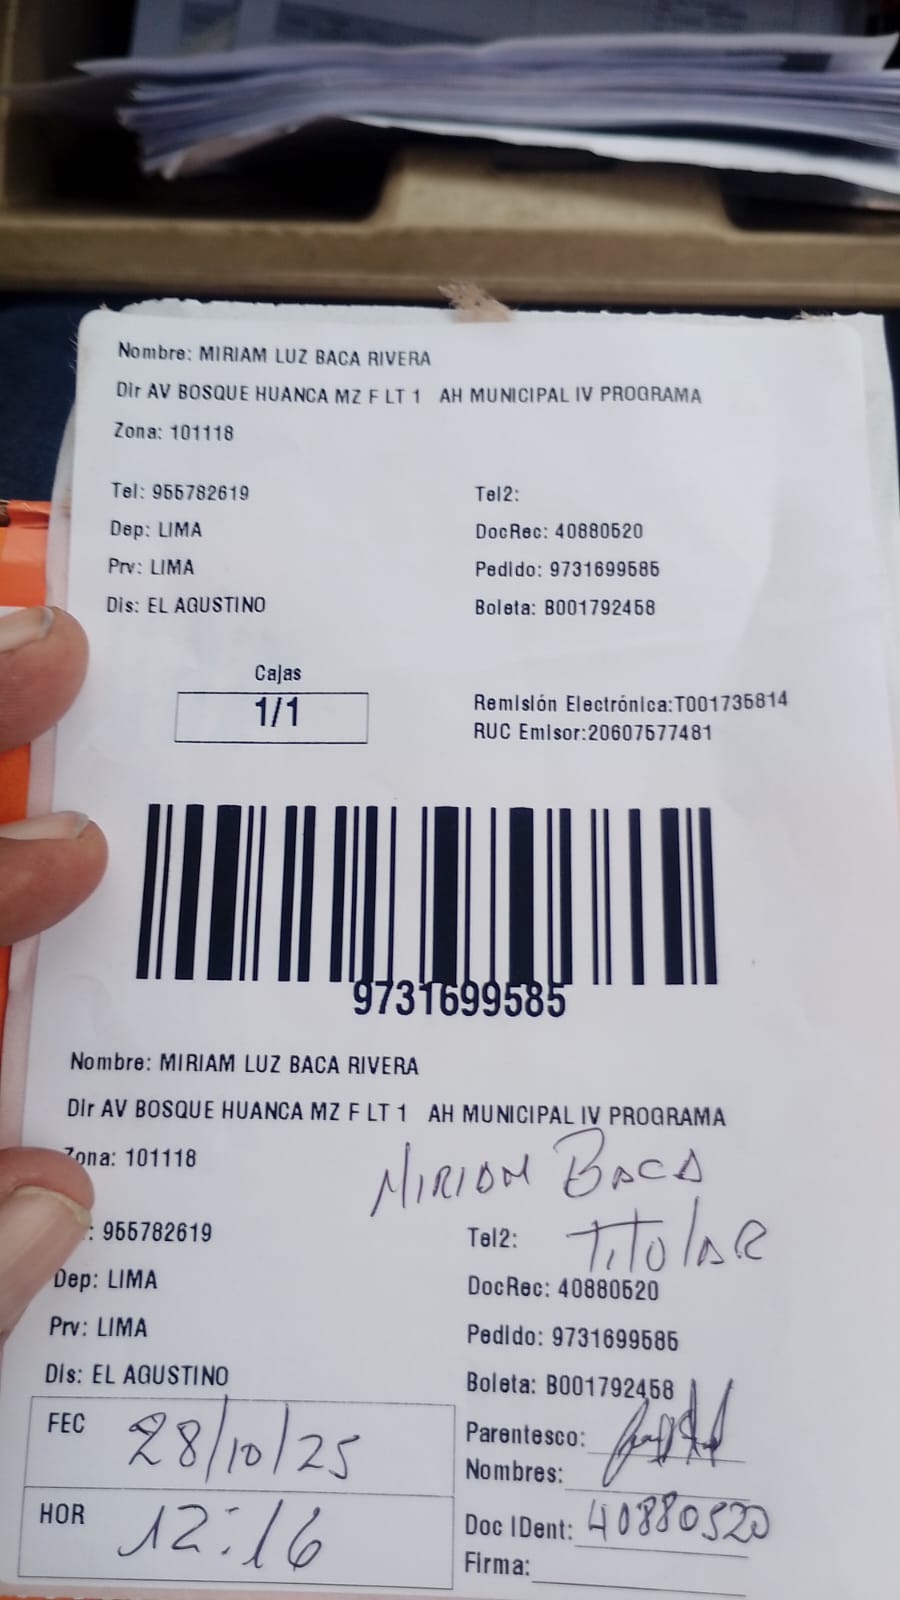 Nombre: MIRIAM LUZ BACA RIVERA
Dir AV BOSQUE HUANCA MZ F LT 1 AH MUNICIPAL IV PROGRAMA
Zona: 101118
Tel: 955782619 Tel2:
Dep: LIMA DocRec: 40880520
Prv: LIMA Pedido: 9731699585
Dis: EL AGUSTINO Boleta: B001792458
Cajas
1/1
Remisión Electrónica:T001735814
RUC Emisor:20607577481
9731699585
Nombre: MIRIAM LUZ BACA RIVERA
Dir AV BOSQUE HUANCA MZ F LT 1 AH MUNICIPAL IV PROGRAMA
Zona: 101118
MIRIAM BACA
: 955782619 Tel2: TITULAR
Dep: LIMA DocRec: 40880520
Prv: LIMA Pedido: 9731699585
Dis: EL AGUSTINO Boleta: B001792458
FEC 28/10/25 Parentesco:
Nombres:
HOR 12:16 Doc IDent: 40880520
Firma: